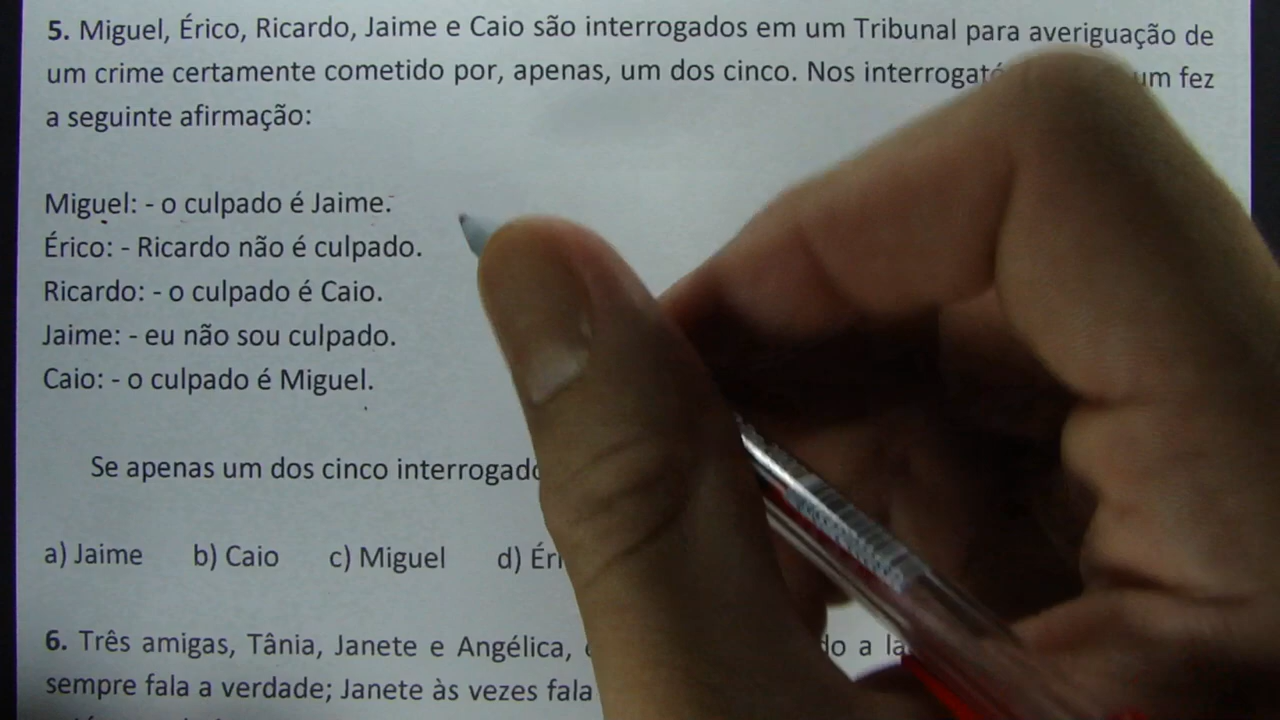 5. Miguel, Érico, Ricardo, Jaime e Caio são interrogados em um Tribunal para averiguação de
um crime certamente cometido por, apenas, um dos cinco. Nos um fez
a seguinte afirmação:
Miguel: - o culpado é Jaime.
Érico: - Ricardo não é culpado.
Ricardo: - o culpado é Caio.
Jaime: - eu não sou culpado.
Caio: - o culpado é Miguel.
Se apenas um dos cinco
a) Jaime b) Caio c) Miguel d)
6. Três amigas, Tânia, Janete e Angélica, a
sempre fala a verdade; Janete às vezes fala